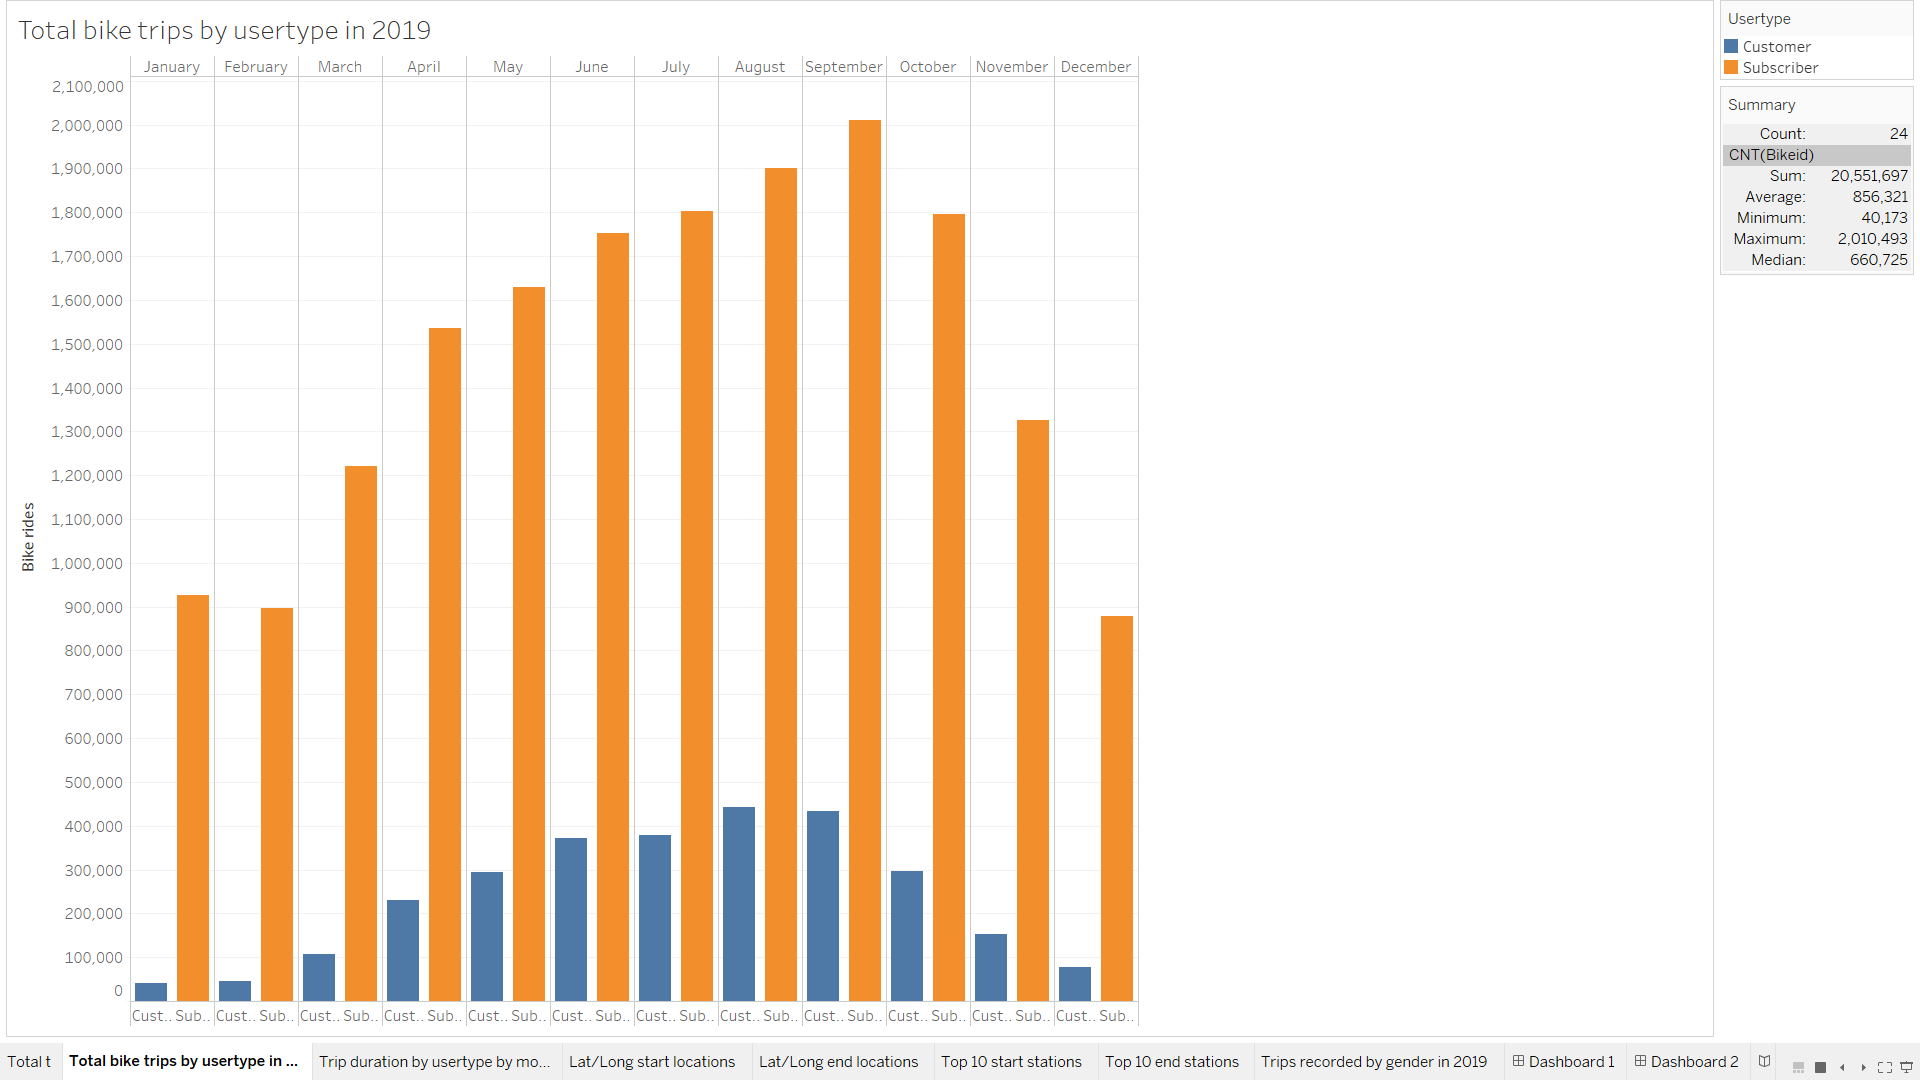 Total bike trips by usertype in 2019
January February March April May June July August September October November December
2,100,000
2,000,000
1,900,000
1,800,000
1,700,000
1,600,000
1,500,000
1,400,000
1,300,000
1,200,000
1,100,000
1,000,000
900,000
800,000
700,000
600,000
500,000
400,000
300,000
200,000
100,000
0
Bike rides
Cust.. Sub.. Cust.. Sub.. Cust.. Sub.. Cust.. Sub.. Cust.. Sub.. Cust.. Sub.. Cust.. Sub.. Cust.. Sub.. Cust.. Sub.. Cust.. Sub.. Cust.. Sub.. Cust.. Sub..
Usertype
Customer
Subscriber
Summary
Count: 24
CNT(Bikeid)
Sum: 20,551,697
Average: 856,321
Minimum: 40,173
Maximum: 2,010,493
Median: 660,725
Total t Total bike trips by usertype in ... Trip duration by usertype by mo... Lat/Long start locations Lat/Long end locations Top 10 start stations Top 10 end stations Trips recorded by gender in 2019 Dashboard 1 Dashboard 2